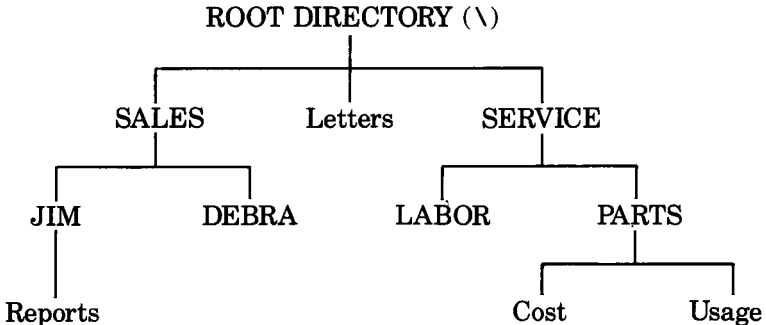 ROOT DIRECTORY (\)
SALES Letters SERVICE
JIM DEBRA LABOR PARTS
Reports Cost Usage